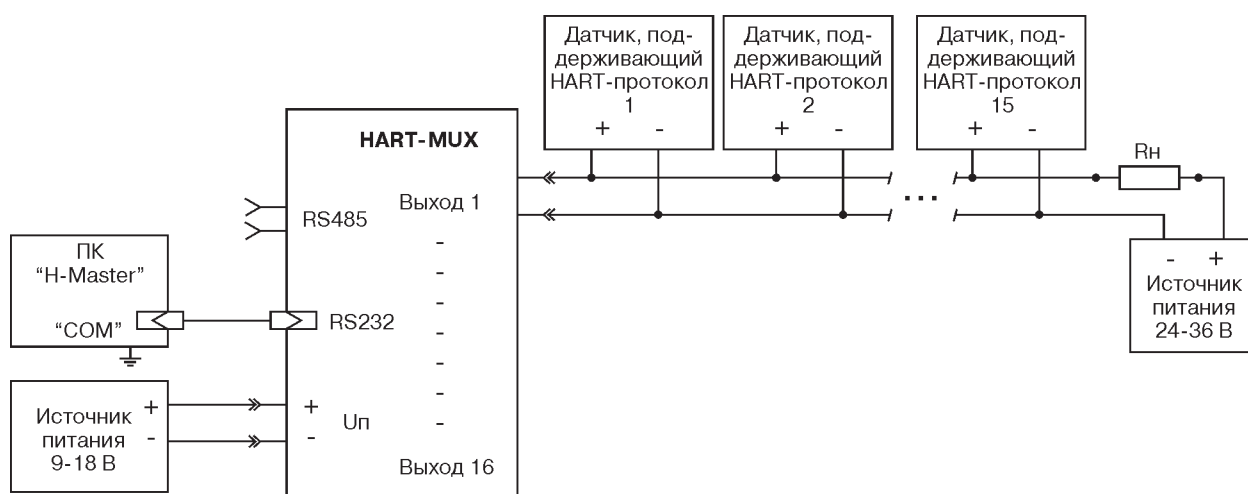 Датчик, под-
держивающий
HART-протокол
1
+ -
Датчик, под-
держивающий
HART-протокол
2
+ -
Датчик, под-
держивающий
HART-протокол
15
+ -
...
Rн
- +
Источник
питания
24-36 В
HART-MUX
Выход 1
-
-
-
-
-
-
-
Выход 16
RS485
RS232
+
-
Uп
ПК
“H-Master”
“COM”
Источник
питания
9-18 В
+
-